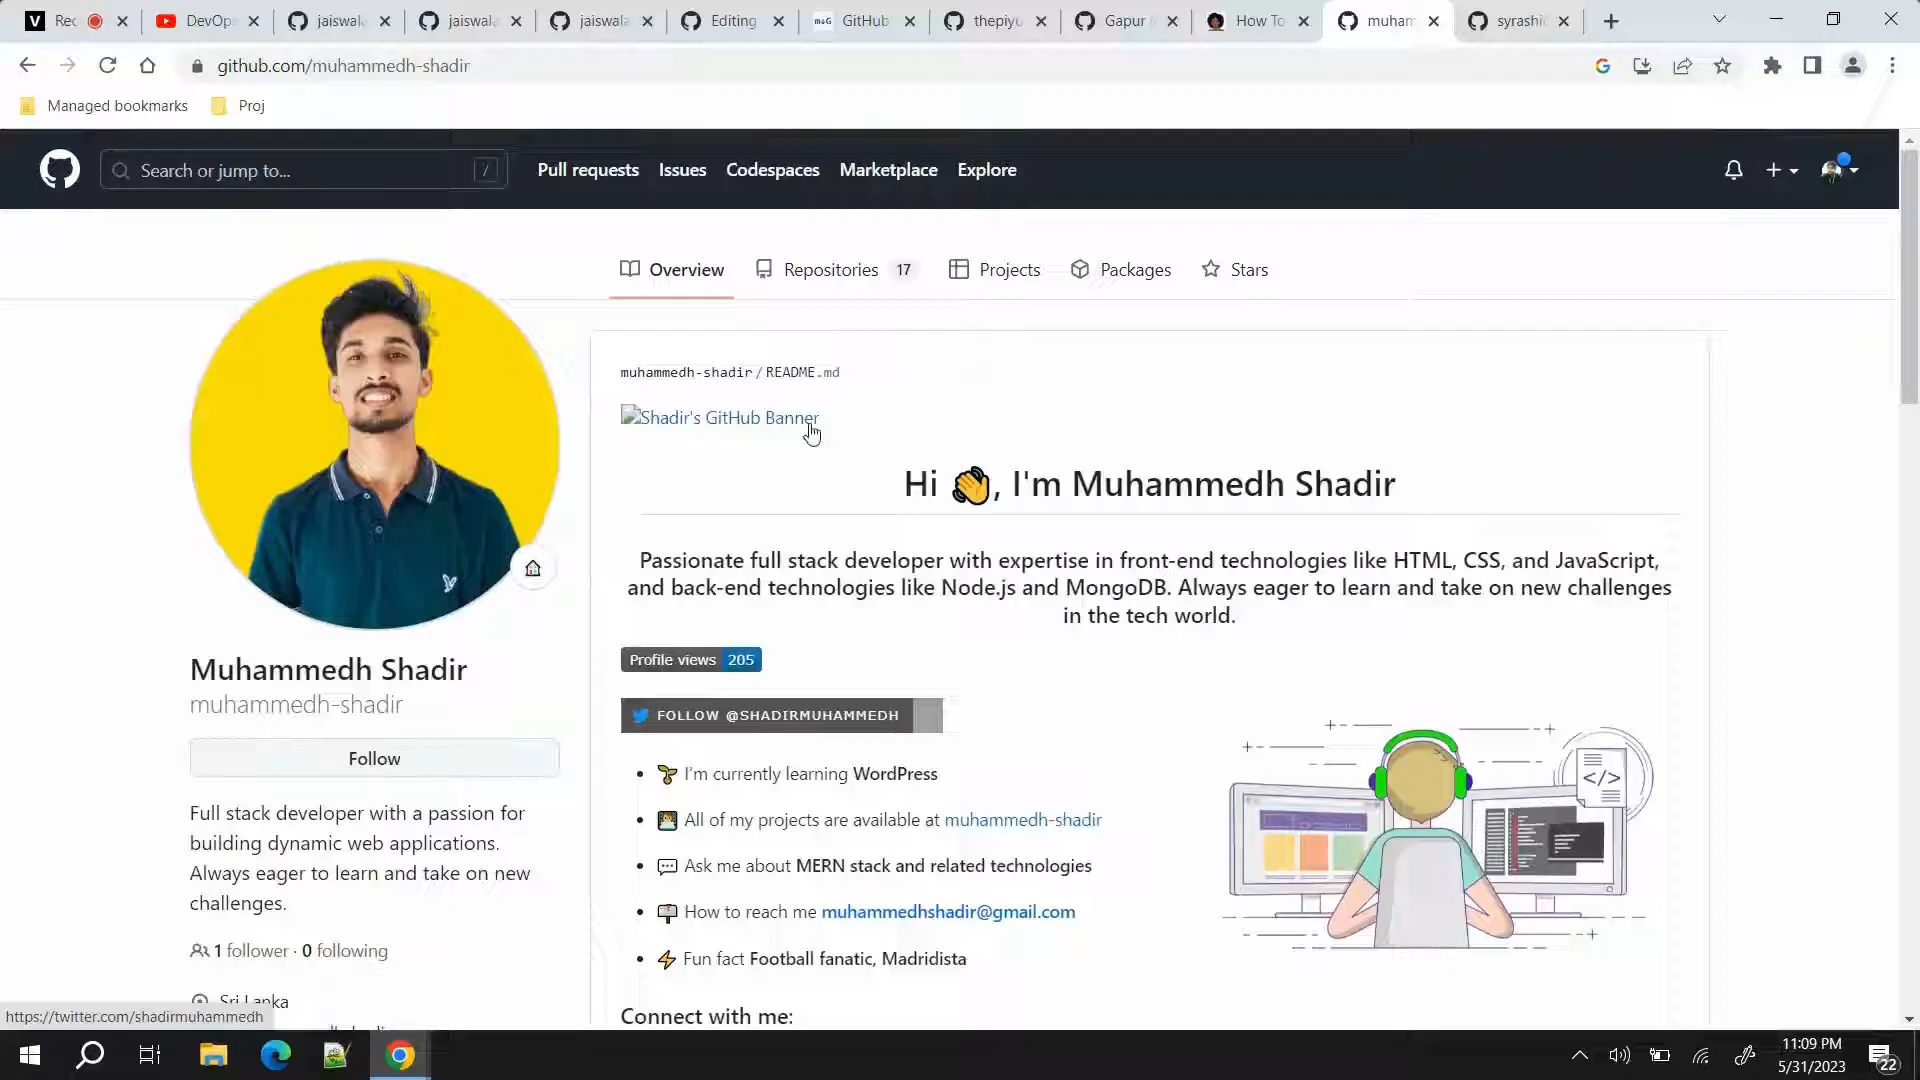 Rec
DevOp
jaiswala
jaiswala
jaiswala
Editing
GitHub
thepiyu
Gapur
How To
muham
syrashi
github.com/muhammedh-shadir
Managed bookmarks
Proj
Search or jump to...
/
Pull requests
Issues
Codespaces
Marketplace
Explore
Overview
Repositories 17
Projects
Packages
Stars
muhammedh-shadir/README.md
Shadir's GitHub Banner
Hi 👋, I'm Muhammedh Shadir
Passionate full stack developer with expertise in front-end technologies like HTML, CSS, and JavaScript,
and back-end technologies like Node.js and MongoDB. Always eager to learn and take on new challenges
in the tech world.
Profile views 205
FOLLOW @SHADIRMUHAMMEDH
🌱 I'm currently learning WordPress
👨‍💻 All of my projects are available at muhammedh-shadir
💬 Ask me about MERN stack and related technologies
📫 How to reach me muhammedhshadir@gmail.com
⚡ Fun fact Football fanatic, Madridista
Connect with me:
Muhammedh Shadir
muhammedh-shadir
Follow
Full stack developer with a passion for
building dynamic web applications.
Always eager to learn and take on new
challenges.
1 follower · 0 following
Sri Lanka
https://twitter.com/shadirmuhammedh
</>
11:09 PM
5/31/2023
22